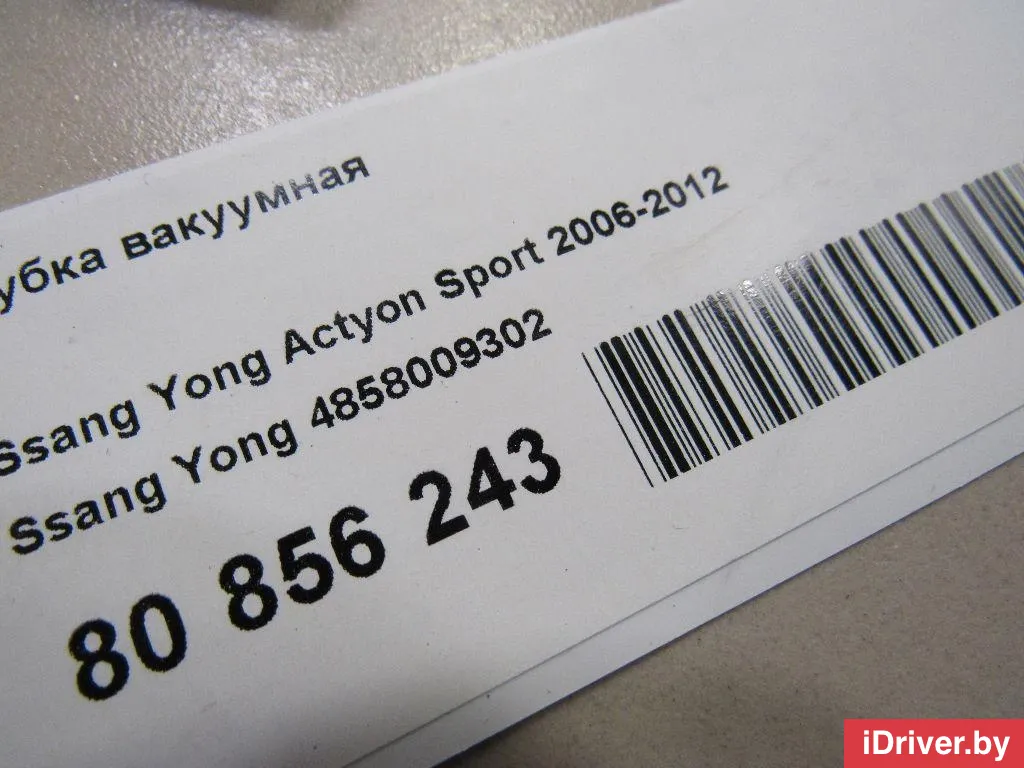 убка вакуумная
Ssang Yong Actyon Sport 2006-2012
Ssang Yong 4858009302
80 856 243
iDriver.by